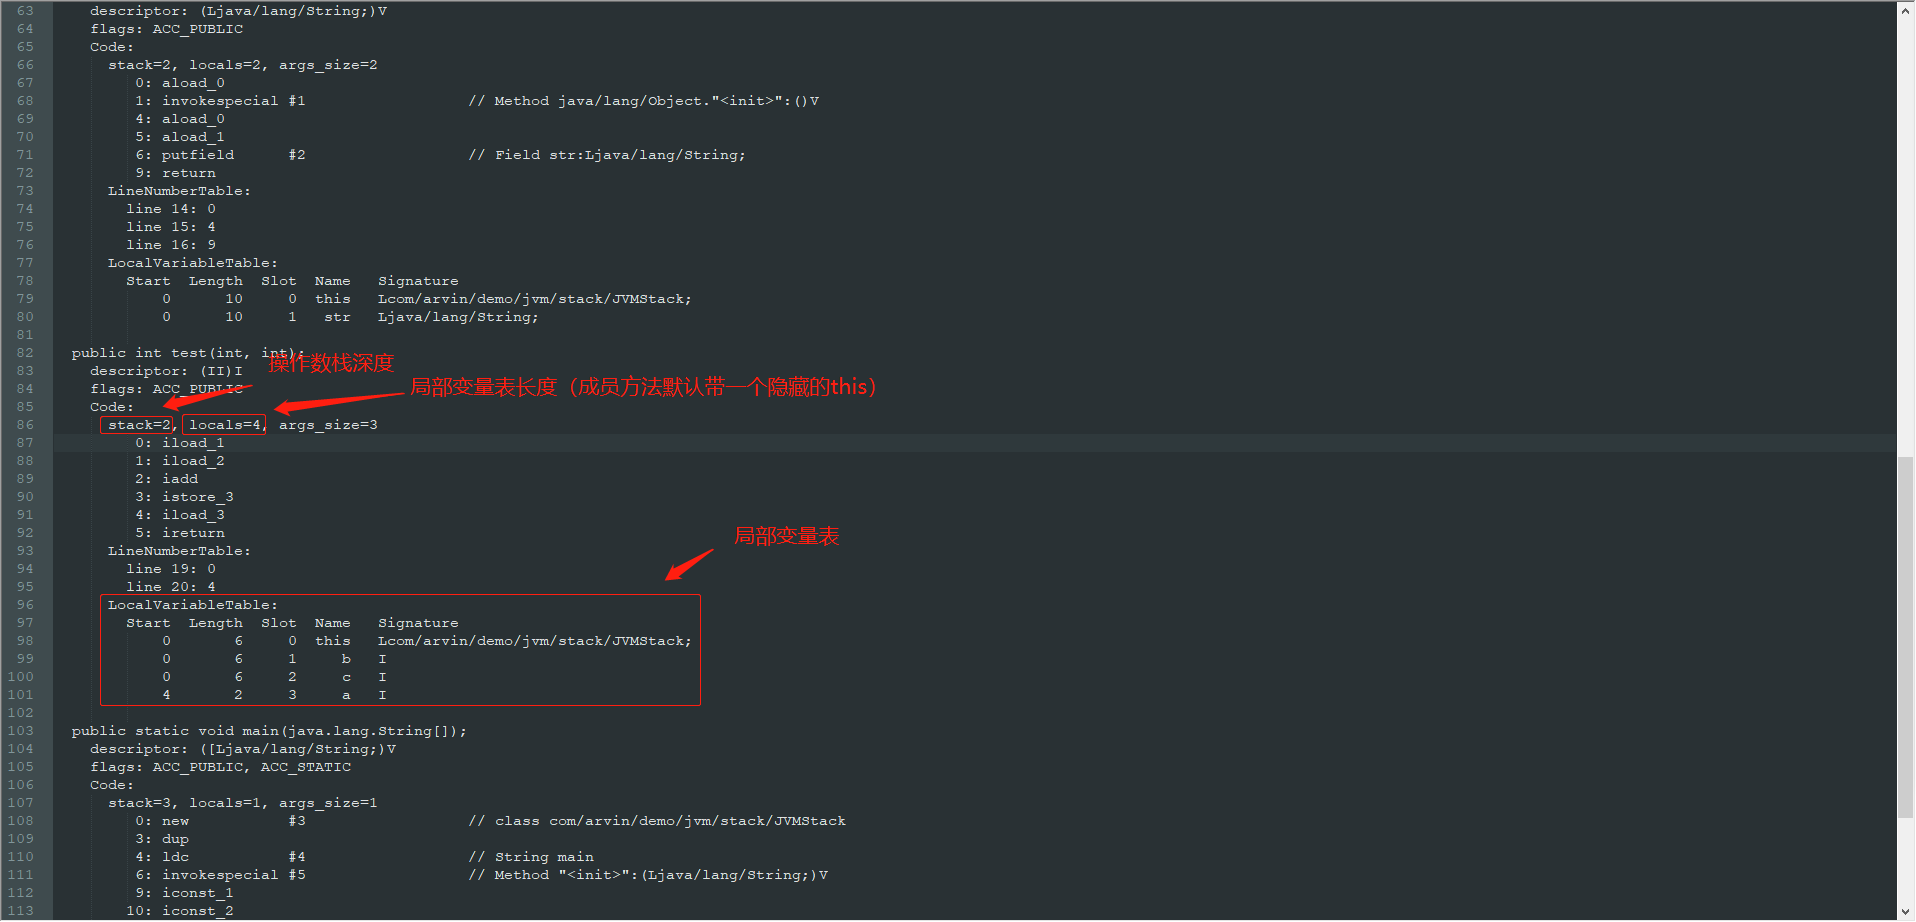 63 descriptor: (Ljava/lang/String;)V
64 flags: ACC_PUBLIC
65 Code:
66 stack=2, locals=2, args_size=2
67 0: aload_0
68 1: invokespecial #1 // Method java/lang/Object."<init>":()V
69 4: aload_0
70 5: aload_1
71 6: putfield #2 // Field str:Ljava/lang/String;
72 9: return
73 LineNumberTable:
74 line 14: 0
75 line 15: 4
76 line 16: 9
77 LocalVariableTable:
78 Start Length Slot Name Signature
79 0 10 0 this Lcom/arvin/demo/jvm/stack/JVMStack;
80 0 10 1 str Ljava/lang/String;
81
82 public int test(int, int);
操作数栈深度
83 descriptor: (II)I
84 flags: ACC_PUBLIC
局部变量表长度（成员方法默认带一个隐藏的this）
85 Code:
86 stack=2, locals=4, args_size=3
87 0: iload_1
88 1: iload_2
89 2: iadd
90 3: istore_3
91 4: iload_3
92 5: ireturn
局部变量表
93 LineNumberTable:
94 line 19: 0
95 line 20: 4
96 LocalVariableTable:
97 Start Length Slot Name Signature
98 0 6 0 this Lcom/arvin/demo/jvm/stack/JVMStack;
99 0 6 1 b I
100 0 6 2 c I
101 4 2 3 a I
102
103 public static void main(java.lang.String[]);
104 descriptor: ([Ljava/lang/String;)V
105 flags: ACC_PUBLIC, ACC_STATIC
106 Code:
107 stack=3, locals=1, args_size=1
108 0: new #3 // class com/arvin/demo/jvm/stack/JVMStack
109 3: dup
110 4: ldc #4 // String main
111 6: invokespecial #5 // Method "<init>":(Ljava/lang/String;)V
112 9: iconst_1
113 10: iconst_2